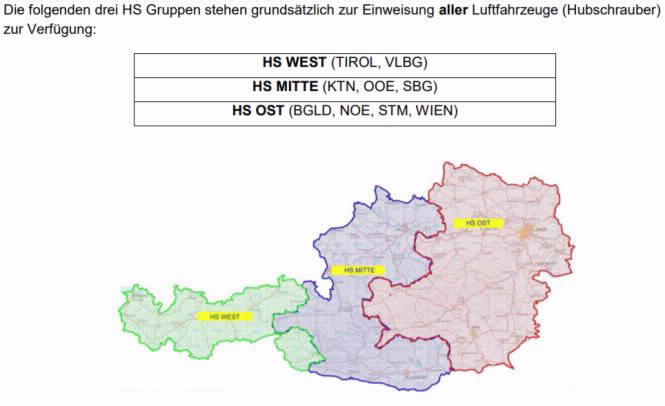 Die folgenden drei HS Gruppen stehen grundsätzlich zur Einweisung aller Luftfahrzeuge (Hubschrauber)
zur Verfügung:
HS WEST (TIROL, VLBG)
HS MITTE (KTN, OOE, SBG)
HS OST (BGLD, NOE, STM, WIEN)
HS OST
HS MITTE
HS WEST